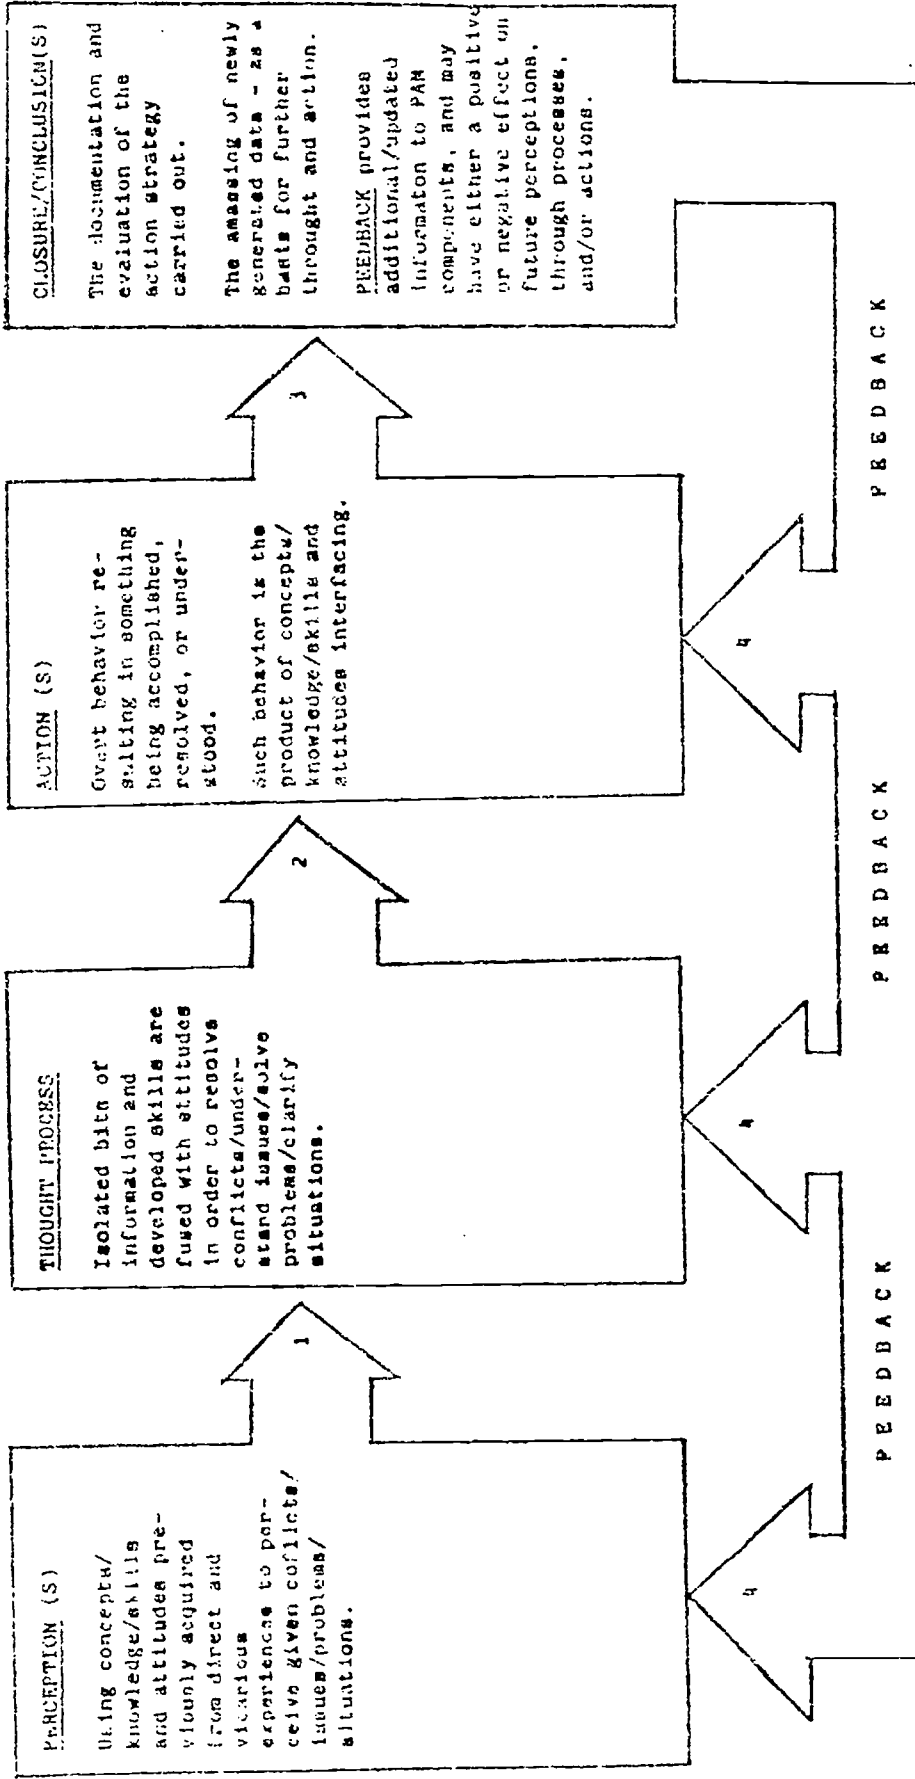 PERCEPTION (S)
Using concepts/
knowledge/skills
and attitudes pre-
viously acquired
from direct and
vicarious
experiences to per-
ceive given coflicts/
issues/problems/
situations.
1
THOUGHT PROCESS
Isolated bits of
information and
developed skills are
fused with attitudes
in order to resolve
conflicts/under-
stand issues/solve
problems/clarify
situations.
2
ACTION (S)
Overt behavior re-
sulting in something
being accomplished,
resolved, or under-
stood.
Such behavior is the
product of concepts/
knowledge/skills and
attitudes interfacing.
3
CLOSURE/CONCLUSION(S)
The documentation and
evaluation of the
action strategy
carried out.
The amassing of newly
generated data - as a
basis for further
throught and action.
FEEDBACK provides
additional/updated
informaton to PAM
components, and may
have either a positive
or negative effect on
future perceptions,
through processes,
and/or actions.
4
4
4
FEEDBACK
FEEDBACK
FEEDBACK